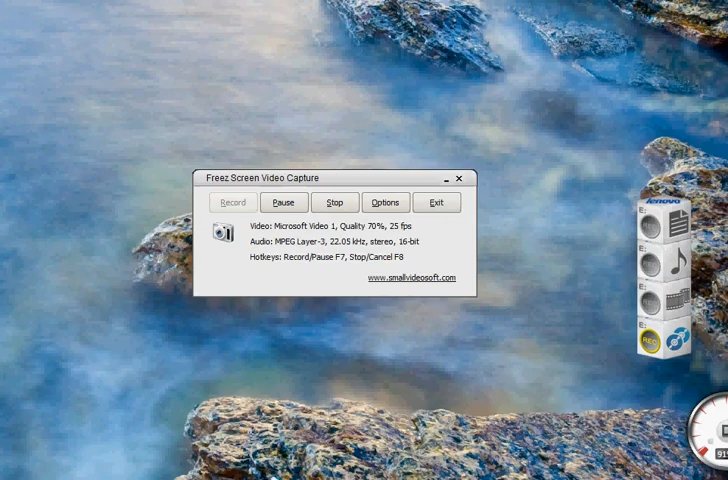 Freez Screen Video Capture
Record Pause Stop Options Exit
Video: Microsoft Video 1, Quality 70%, 25 fps
Audio: MPEG Layer-3, 22.05 kHz, stereo, 16-bit
Hotkeys: Record/Pause F7, Stop/Cancel F8
www.smallvideosoft.com
lenovo
E:
E:
E:
E:
REC